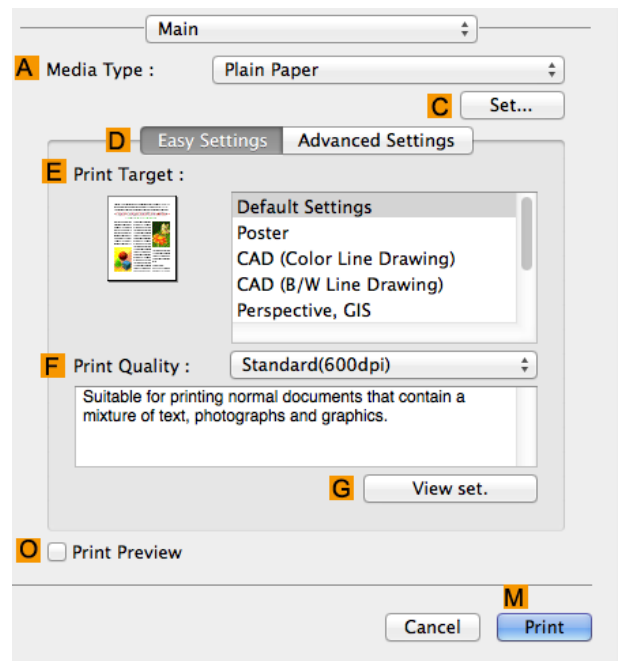 Main
A Media Type : Plain Paper
C Set...
D Easy Settings Advanced Settings
E Print Target :
Default Settings
Poster
CAD (Color Line Drawing)
CAD (B/W Line Drawing)
Perspective, GIS
F Print Quality : Standard(600dpi)
Suitable for printing normal documents that contain a
mixture of text, photographs and graphics.
G View set.
O Print Preview
M
Cancel Print